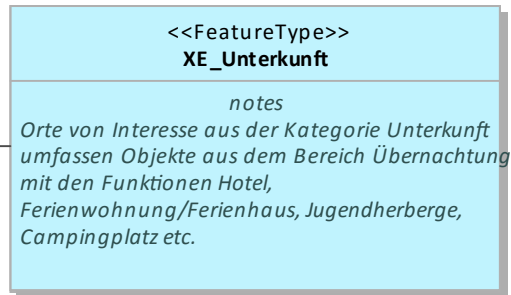 <<FeatureType>>
XE_Unterkunft
notes
Orte von Interesse aus der Kategorie Unterkunft
umfassen Objekte aus dem Bereich Übernachtung
mit den Funktionen Hotel,
Ferienwohnung/Ferienhaus, Jugendherberge,
Campingplatz etc.